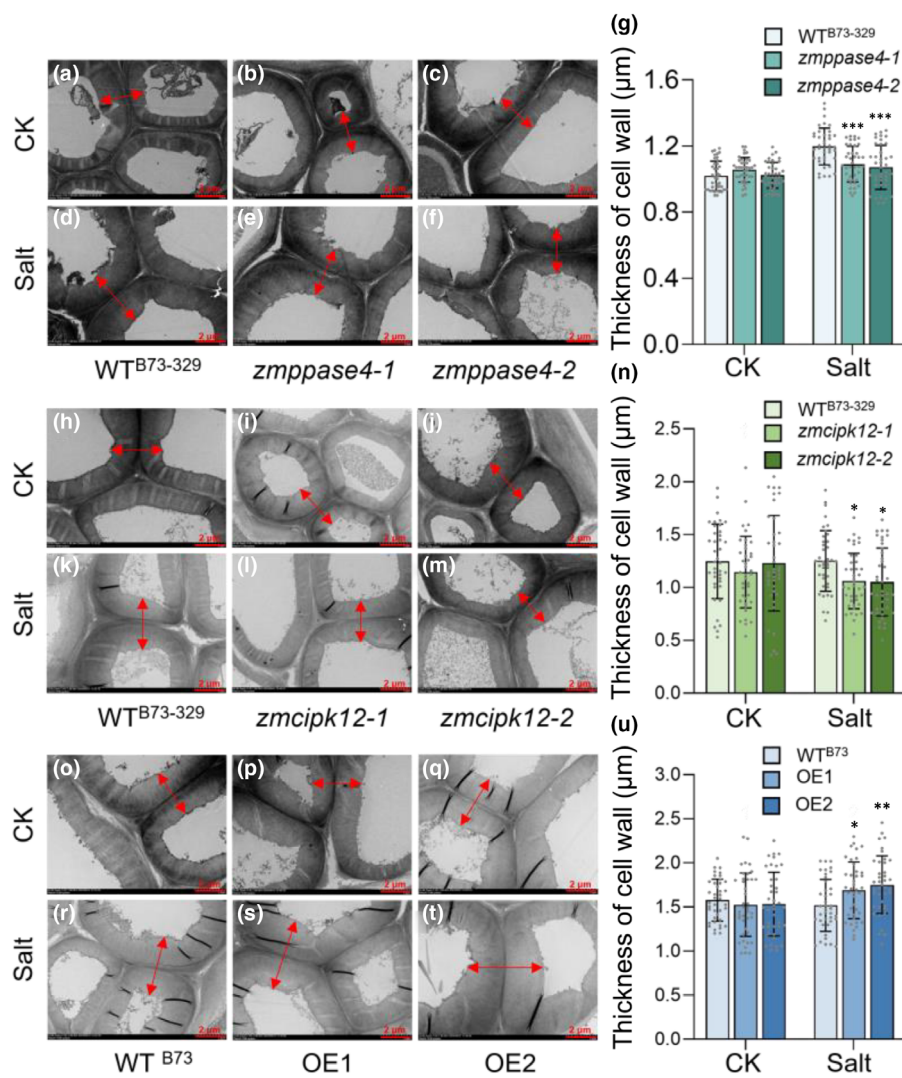 (a) (b) (c)
CK
(d) (e) (f)
Salt
2 µm 2 µm 2 µm
2 µm 2 µm 2 µm
WT B73-329 zmppase4-1 zmppase4-2
(g)
WT B73-329
zmppase4-1
zmppase4-2
Thickness of cell wall (µm)
1.6
1.2
0.8
0.4
0.0
*** ***
CK Salt
(h) (i) (j)
CK
(k) (l) (m)
Salt
2 µm 2 µm 2 µm
2 µm 2 µm 2 µm
WT B73-329 zmcipk12-1 zmcipk12-2
(n)
WT B73-329
zmcipk12-1
zmcipk12-2
Thickness of cell wall (µm)
2.5
2.0
1.5
1.0
0.5
0.0
* *
CK Salt
(o) (p) (q)
CK
(r) (s) (t)
Salt
2 µm 2 µm 2 µm
2 µm 2 µm 2 µm
WT B73 OE1 OE2
(u)
WT B73
OE1
OE2
Thickness of cell wall (µm)
3.0
2.5
2.0
1.5
1.0
0.5
0.0
* **
CK Salt